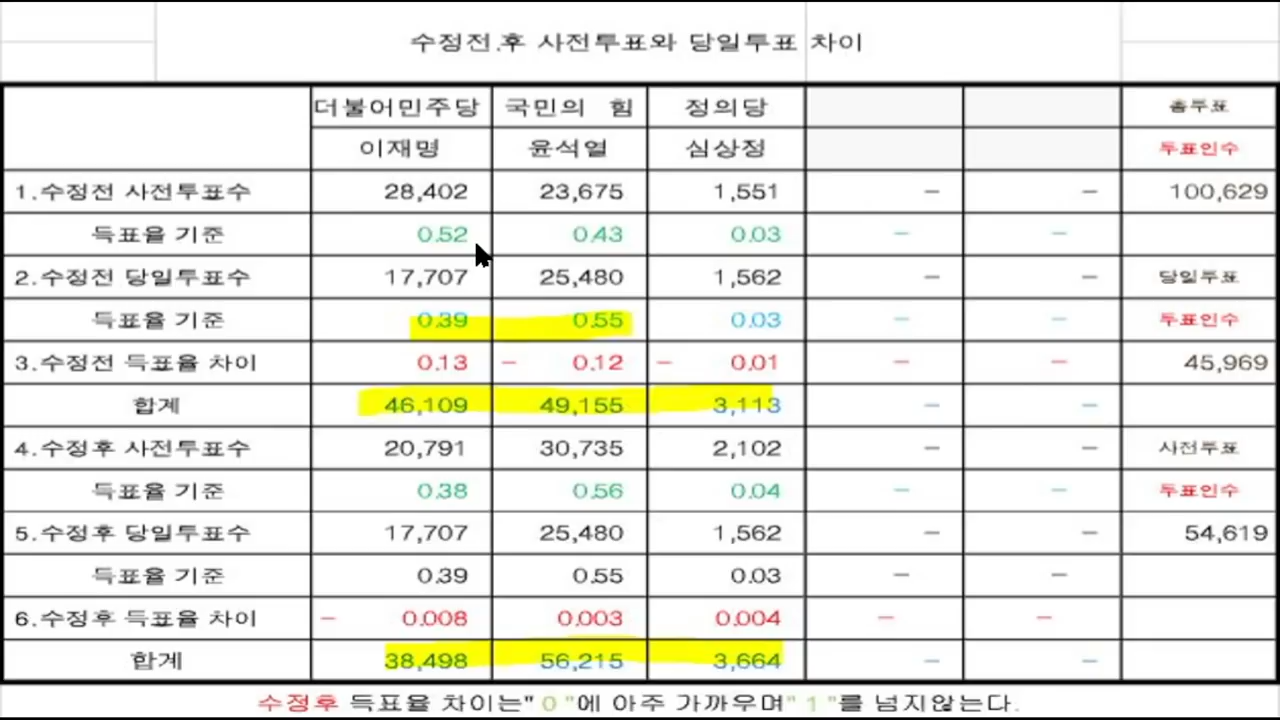 수정전.후 사전투표와 당일투표 차이
더불어민주당 국민의 힘 정의당 총투표
이재명 윤석열 심상정 투표인수
1.수정전 사전투표수 28,402 23,675 1,551 - - 100,629
득표율 기준 0.52 0.43 0.03 - -
2.수정전 당일투표수 17,707 25,480 1,562 - - 당일투표
득표율 기준 0.39 0.55 0.03 - - 투표인수
3.수정전 득표율 차이 0.13 - 0.12 - 0.01 - - 45,969
합계 46,109 49,155 3,113 - -
4.수정후 사전투표수 20,791 30,735 2,102 - - 사전투표
득표율 기준 0.38 0.56 0.04 - - 투표인수
5.수정후 당일투표수 17,707 25,480 1,562 - - 54,619
득표율 기준 0.39 0.55 0.03 - -
6.수정후 득표율 차이 - 0.008 0.003 0.004 - -
합계 38,498 56,215 3,664 - -
수정후 득표율 차이는" 0 "에 아주 가까우며" 1 "를 넘지않는다.